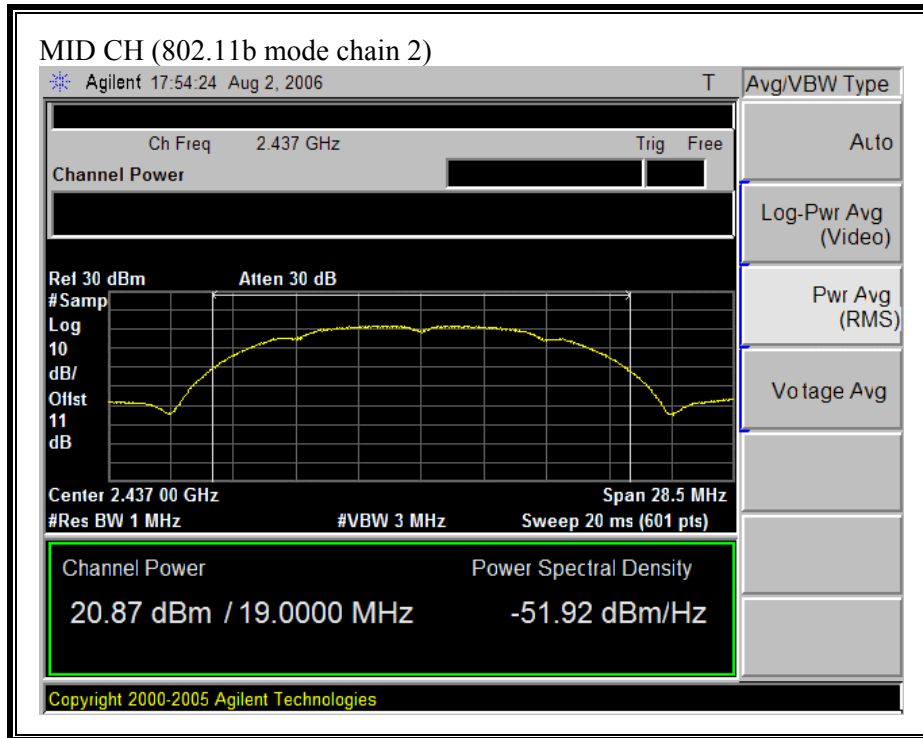 MID CH (802.11b mode chain 2)
Agilent 17:54:24 Aug 2, 2006 T
Avg/VBW Type
Ch Freq 2.437 GHz Trig Free
Channel Power
Auto
Log-Pwr Avg
(Video)
Pwr Avg
(RMS)
Voltage Avg
Ref 30 dBm Atten 30 dB
#Samp
Log
10
dB/
Offst
11
dB
Center 2.437 00 GHz Span 28.5 MHz
#Res BW 1 MHz #VBW 3 MHz Sweep 20 ms (601 pts)
Channel Power Power Spectral Density
20.87 dBm / 19.0000 MHz -51.92 dBm/Hz
Copyright 2000-2005 Agilent Technologies